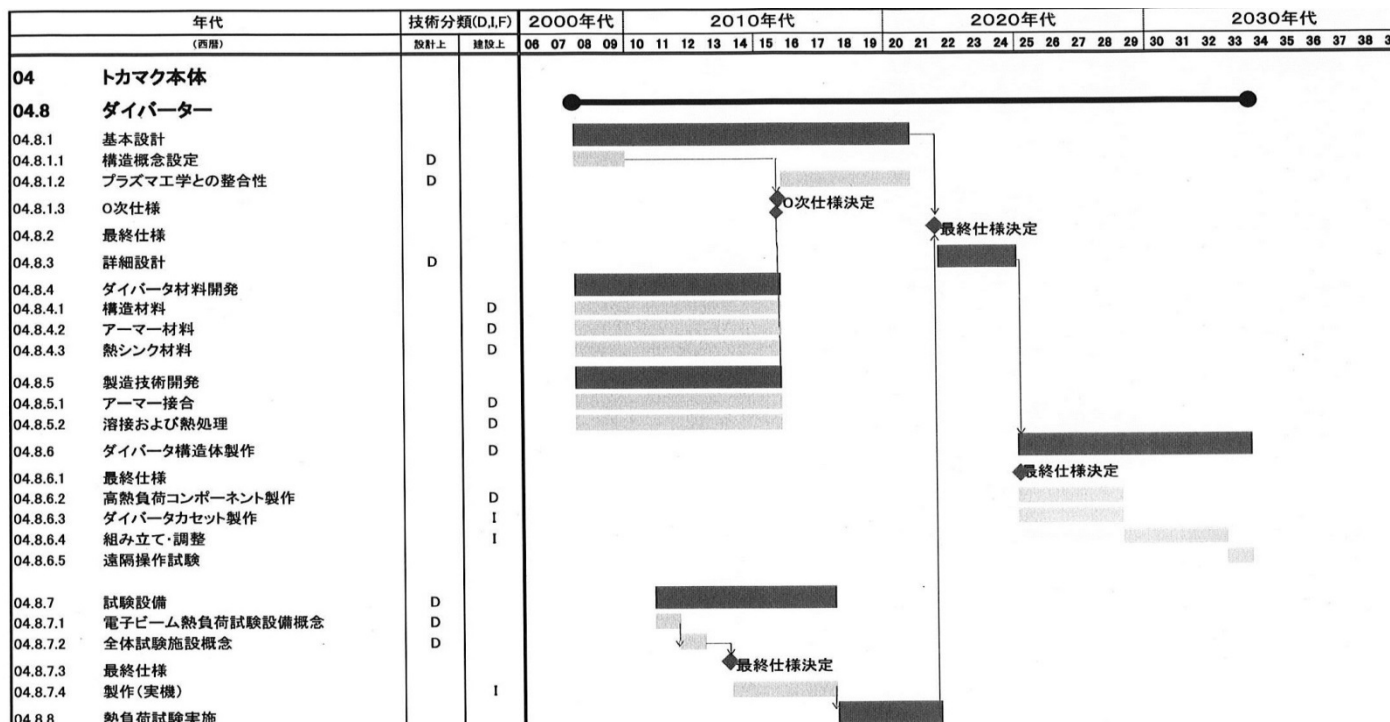 年代 技術分類(D,I,F) 2000年代 2010年代 2020年代 2030年代
(西暦) 設計上 建設上 06 07 08 09 10 11 12 13 14 15 16 17 18 19 20 21 22 23 24 25 26 27 28 29 30 31 32 33 34 35 36 37 38
04 トカマク本体
04.8 ダイバーター
04.8.1 基本設計
04.8.1.1 構造概念設定 D
04.8.1.2 プラズマ工学との整合性 D
04.8.1.3 0次仕様 0次仕様決定
04.8.2 最終仕様 最終仕様決定
04.8.3 詳細設計 D
04.8.4 ダイバータ材料開発
04.8.4.1 構造材料 D
04.8.4.2 アーマー材料 D
04.8.4.3 熱シンク材料 D
04.8.5 製造技術開発
04.8.5.1 アーマー接合 D
04.8.5.2 溶接および熱処理 D
04.8.6 ダイバータ構造体製作 D
04.8.6.1 最終仕様 最終仕様決定
04.8.6.2 高熱負荷コンポーネント製作 D
04.8.6.3 ダイバータカセット製作 I
04.8.6.4 組み立て・調整 I
04.8.6.5 遠隔操作試験
04.8.7 試験設備 D
04.8.7.1 電子ビーム熱負荷試験設備概念 D
04.8.7.2 全体試験施設概念 D
04.8.7.3 最終仕様 最終仕様決定
04.8.7.4 製作(実機) I
04.8.8 熱負荷試験実施